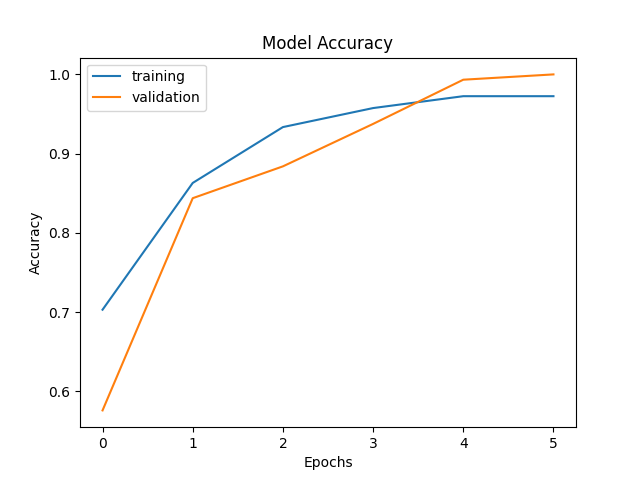 Model Accuracy
training
validation
1.0
0.9
0.8
0.7
0.6
Accuracy
0 1 2 3 4 5
Epochs